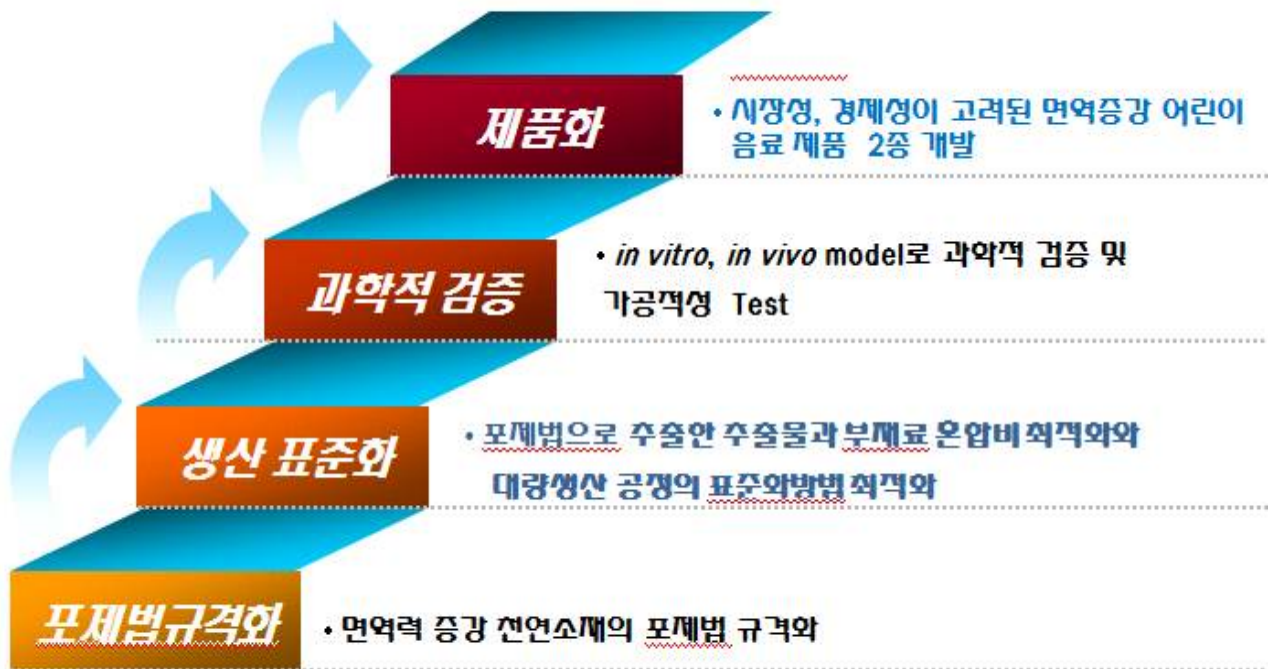 제품화
• 시장성, 경제성이 고려된 면역증강 어린이
음료 제품 2종 개발
과학적 검증
• in vitro, in vivo model로 과학적 검증 및
가공적성 Test
생산 표준화
• 포제법으로 추출한 추출물과 부재료 혼합비 최적화와
대량생산 공정의 표준화방법 최적화
포제법규격화
• 면역력 증강 천연소재의 포제법 규격화